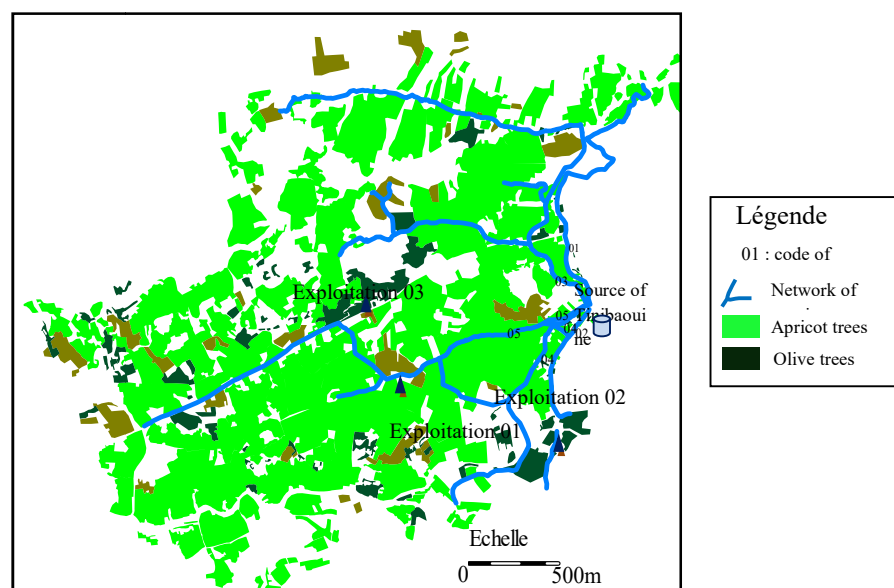 01
03
Source of
Exploitation 03
05
05
04
02
ne
04
Exploitation 02
Exploitation 01
Echelle
0
500m
Légende
01 : code of
Network of
Apricot trees
Olive trees